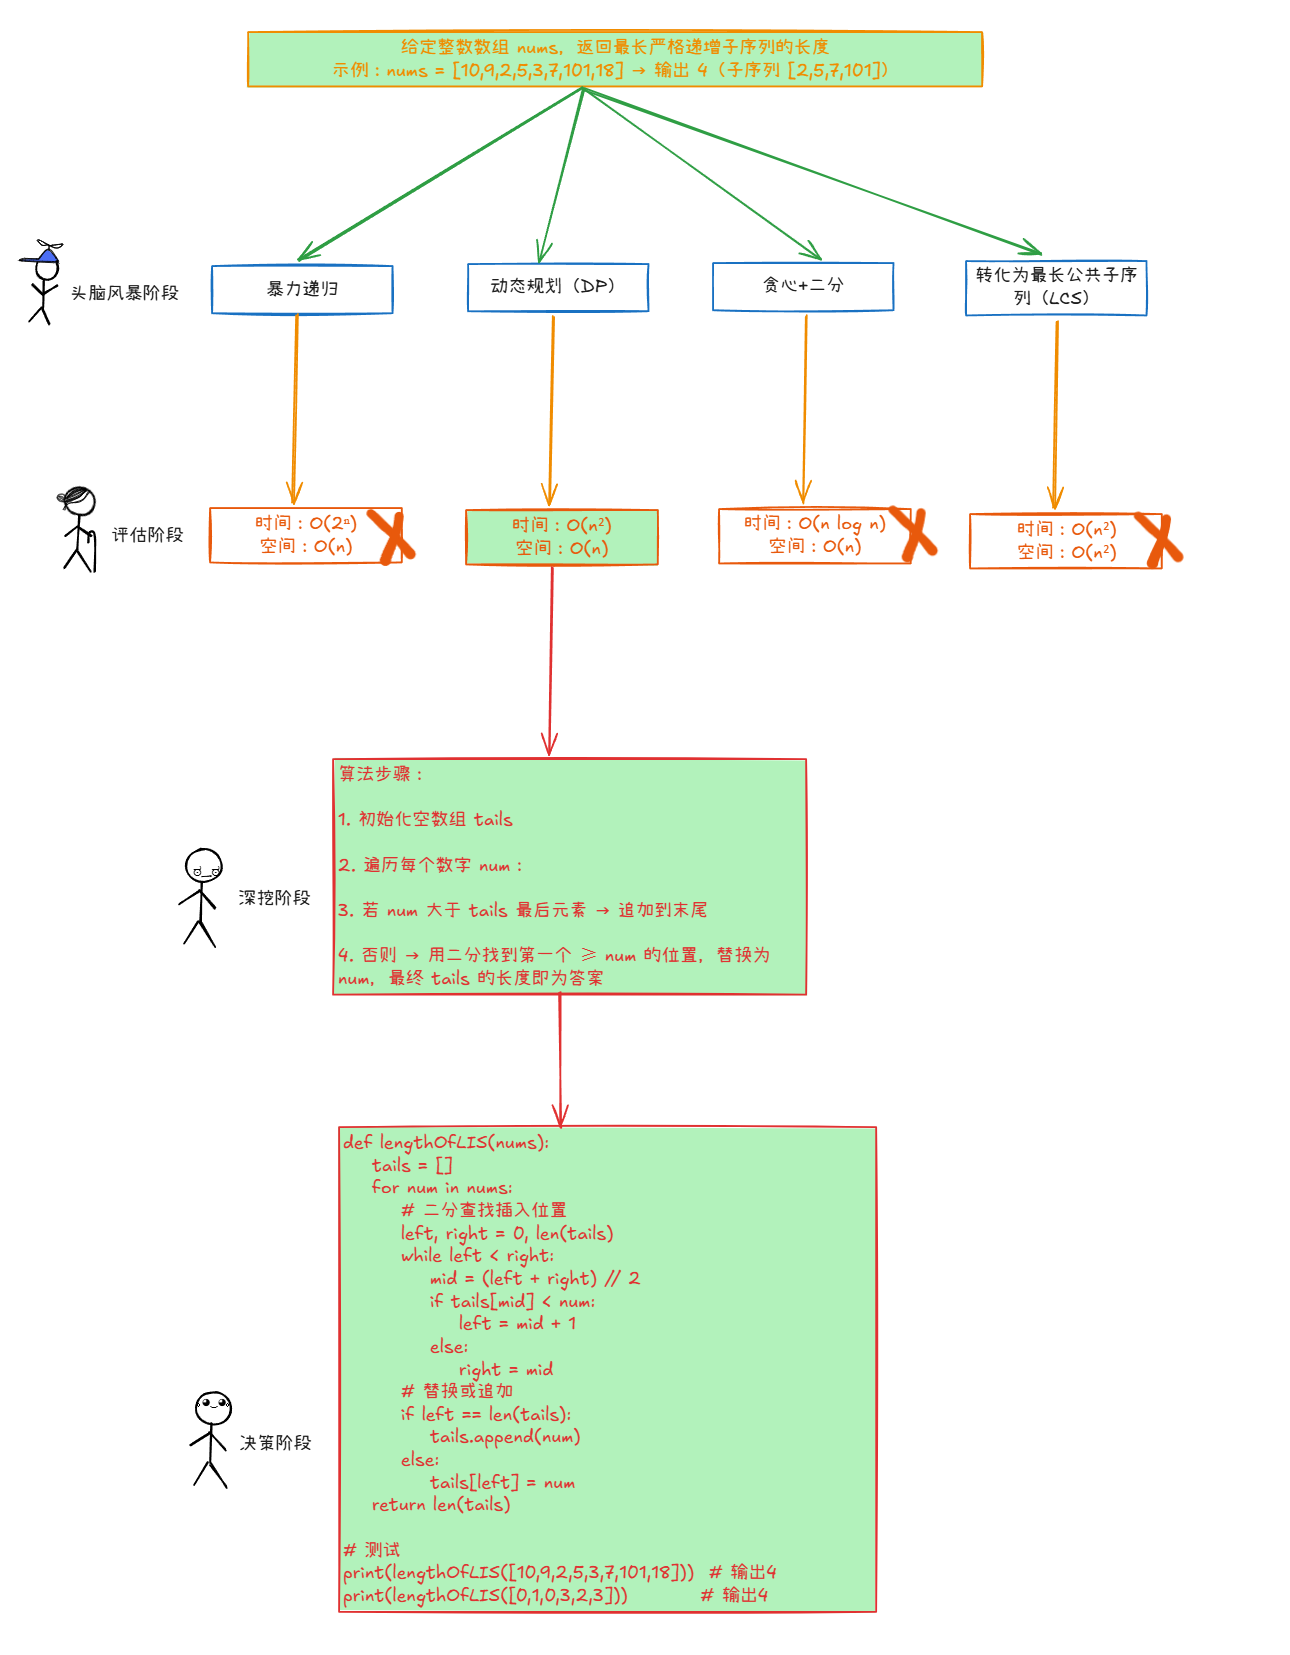 给定整数数组 nums，返回最长严格递增子序列的长度
示例：nums = [10,9,2,5,3,7,101,18] → 输出 4（子序列 [2,5,7,101]）
头脑风暴阶段
暴力递归
动态规划（DP）
贪心+二分
转化为最长公共子序
列（LCS）
评估阶段
时间：O(2ⁿ)
空间：O(n)
时间：O(n²)
空间：O(n)
时间：O(n log n)
空间：O(n)
时间：O(n²)
空间：O(n²)
深挖阶段
算法步骤：
1. 初始化空数组 tails
2. 遍历每个数字 num：
3. 若 num 大于 tails 最后元素 → 追加到末尾
4. 否则 → 用二分找到第一个 ≥ num 的位置，替换为
num，最终 tails 的长度即为答案
决策阶段
def lengthOfLIS(nums):
    tails = []
    for num in nums:
        # 二分查找插入位置
        left, right = 0, len(tails)
        while left < right:
            mid = (left + right) // 2
            if tails[mid] < num:
                left = mid + 1
            else:
                right = mid
        # 替换或追加
        if left == len(tails):
            tails.append(num)
        else:
            tails[left] = num
    return len(tails)
# 测试
print(lengthOfLIS([10,9,2,5,3,7,101,18]))  # 输出4
print(lengthOfLIS([0,1,0,3,2,3]))          # 输出4